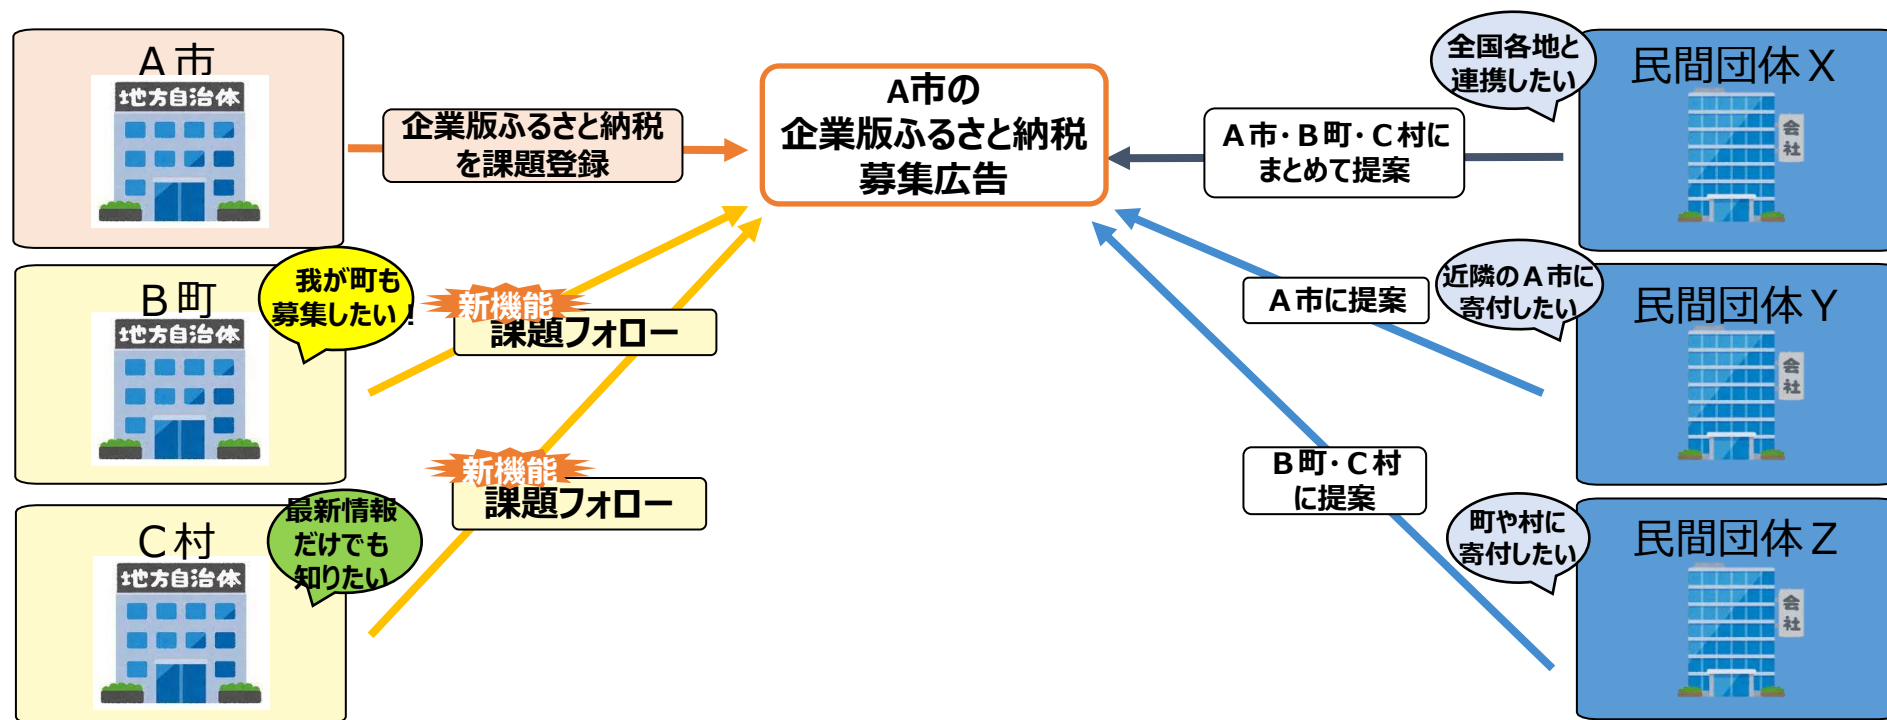 A市
地方自治体
企業版ふるさと納税
を課題登録
A市の
企業版ふるさと納税
募集広告
A市・B町・C村に
まとめて提案
全国各地と
連携したい
民間団体X
会社
B町
地方自治体
我が町も
募集したい!
新機能
課題フォロー
A市に提案
近隣のA市に
寄付したい
民間団体Y
会社
C村
地方自治体
最新情報
だけでも
知りたい
新機能
課題フォロー
B町・C村
に提案
町や村に
寄付したい
民間団体Z
会社